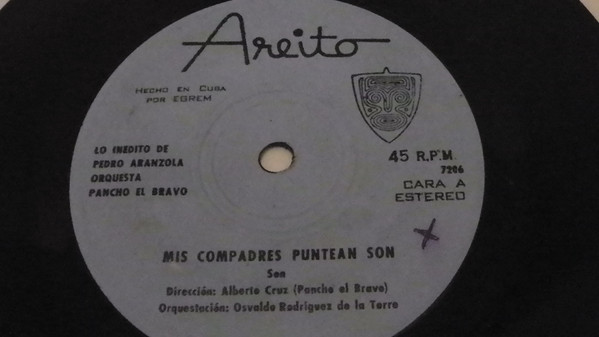 Areito
HECHO EN CUBA
POR EGREM
LO INEDITO DE
PEDRO ARANZOLA
ORQUESTA
PANCHO EL BRAVO
45 R.P.M.
7206
CARA A
ESTEREO
MIS COMPADRES PUNTEAN SON
Son
Dirección: Alberto Cruz (Pancho el Bravo)
Orquestación: Osvaldo Rodriguez de la Torre